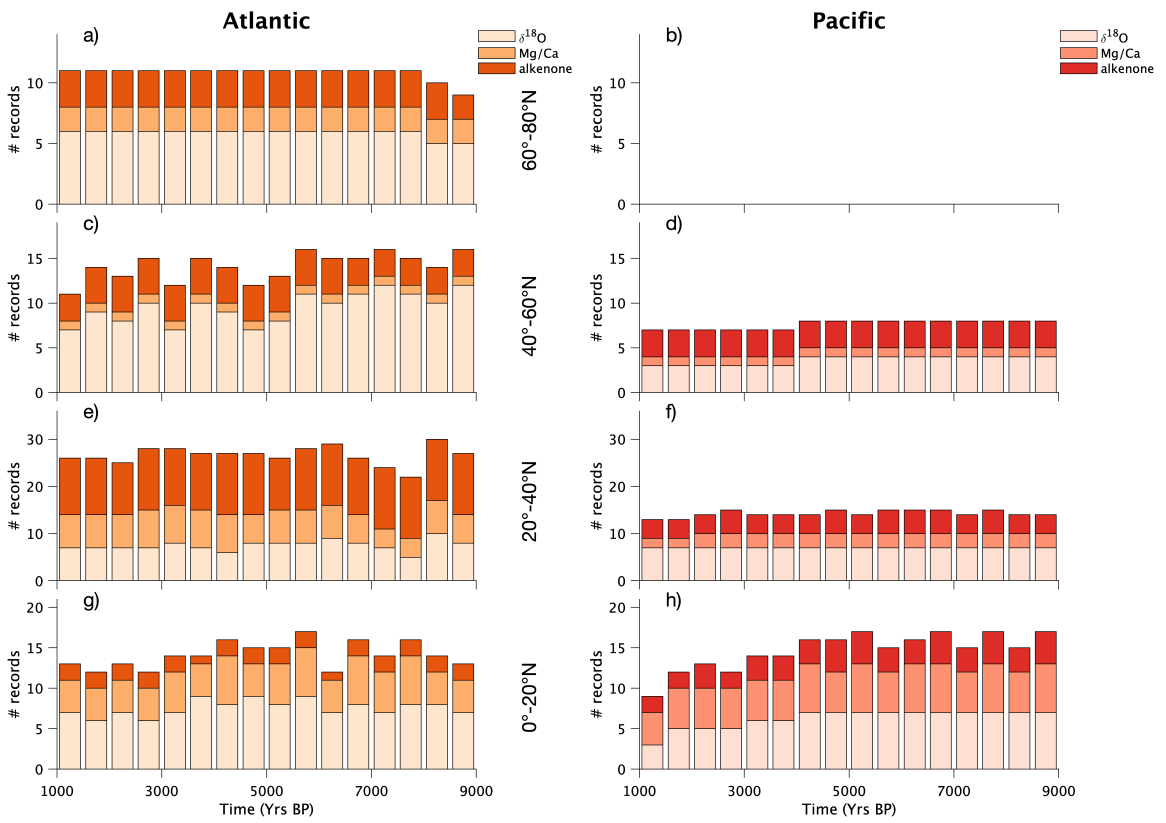 Atlantic
Pacific
a)
δ18O
Mg/Ca
alkenone
b)
δ18O
Mg/Ca
alkenone
# records
10
5
0
60°-80°N
# records
10
5
0
c)
# records
15
10
5
0
40°-60°N
d)
# records
15
10
5
0
e)
# records
30
20
10
0
20°-40°N
f)
# records
30
20
10
0
g)
# records
20
15
10
5
0
0°-20°N
h)
# records
20
15
10
5
0
1000 3000 5000 7000 9000
Time (Yrs BP)
1000 3000 5000 7000 9000
Time (Yrs BP)